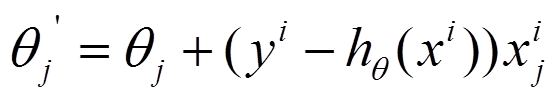 θ_j' = θ_j + (y^i − h_θ(x^i))x_j^i